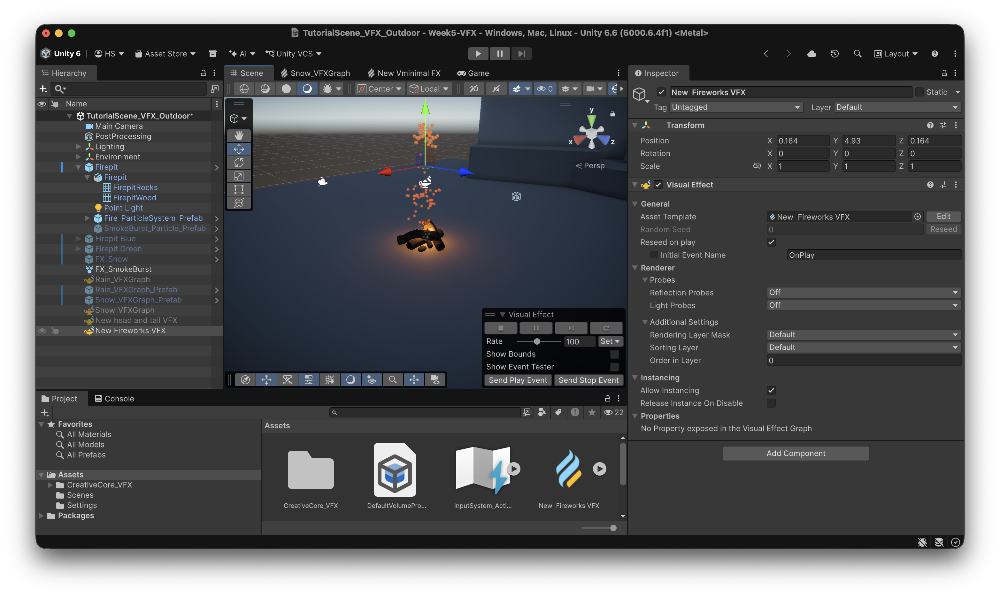 TutorialScene_VFX_Outdoor - Week5-VFX - Windows, Mac, Linux - Unity 6.6 (6000.6.4f1) <Metal>
Unity 6
HS
Asset Store
AI
Unity VCS
Layout
Hierarchy
Name
TutorialScene_VFX_Outdoor*
Main Camera
PostProcessing
Lighting
Environment
Firepit
Firepit
FirepitRocks
FirepitWood
Point Light
Fire_ParticleSystem_Prefab
SmokeBurst_Particle_Prefab
Firepit Blue
Firepit Green
FX_Snow
FX_SmokeBurst
Rain_VFXGraph
Rain_VFXGraph_Prefab
Snow_VFXGraph_Prefab
Snow_VFXGraph
New head and tail VFX
New Fireworks VFX
Scene
Snow_VFXGraph
New Vminimal FX
Game
Center
Local
2D
0
y
x
z
Persp
Visual Effect
Rate
100
Set
Show Bounds
Show Event Tester
Send Play Event
Send Stop Event
Inspector
New  Fireworks VFX
Static
Tag
Untagged
Layer
Default
Transform
Position X 0.164 Y 4.93 Z 0.164
Rotation X 0 Y 0 Z 0
Scale X 1 Y 1 Z 1
Visual Effect
General
Asset Template
New  Fireworks VFX
Edit
Random Seed
0
Reseed
Reseed on play
Initial Event Name
OnPlay
Renderer
Probes
Reflection Probes
Off
Light Probes
Off
Additional Settings
Rendering Layer Mask
Default
Sorting Layer
Default
Order in Layer
0
Instancing
Allow Instancing
Release Instance On Disable
Properties
No Property exposed in the Visual Effect Graph
Add Component
Project
Console
22
Favorites
All Materials
All Models
All Prefabs
Assets
CreativeCore_VFX
Scenes
Settings
Packages
Assets
CreativeCore_VFX
DefaultVolumePro...
InputSystem_Acti...
New  Fireworks VFX